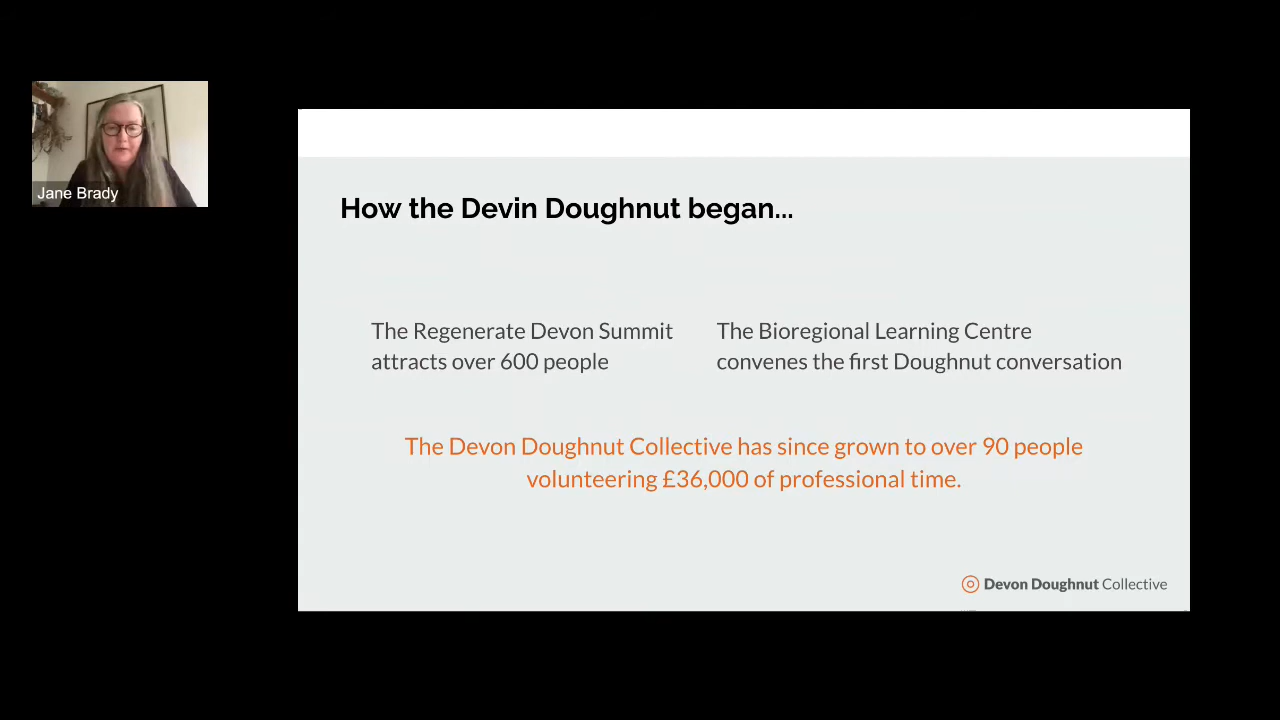 Jane Brady
How the Devin Doughnut began...
The Regenerate Devon Summit
attracts over 600 people
The Bioregional Learning Centre
convenes the first Doughnut conversation
The Devon Doughnut Collective has since grown to over 90 people
volunteering £36,000 of professional time.
Devon Doughnut Collective